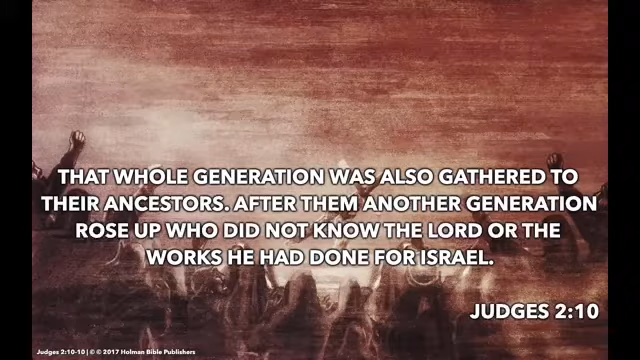 THAT WHOLE GENERATION WAS ALSO GATHERED TO
THEIR ANCESTORS. AFTER THEM ANOTHER GENERATION
ROSE UP WHO DID NOT KNOW THE LORD OR THE
WORKS HE HAD DONE FOR ISRAEL.
JUDGES 2:10
Judges 2:10-10 | © © 2017 Holman Bible Publishers